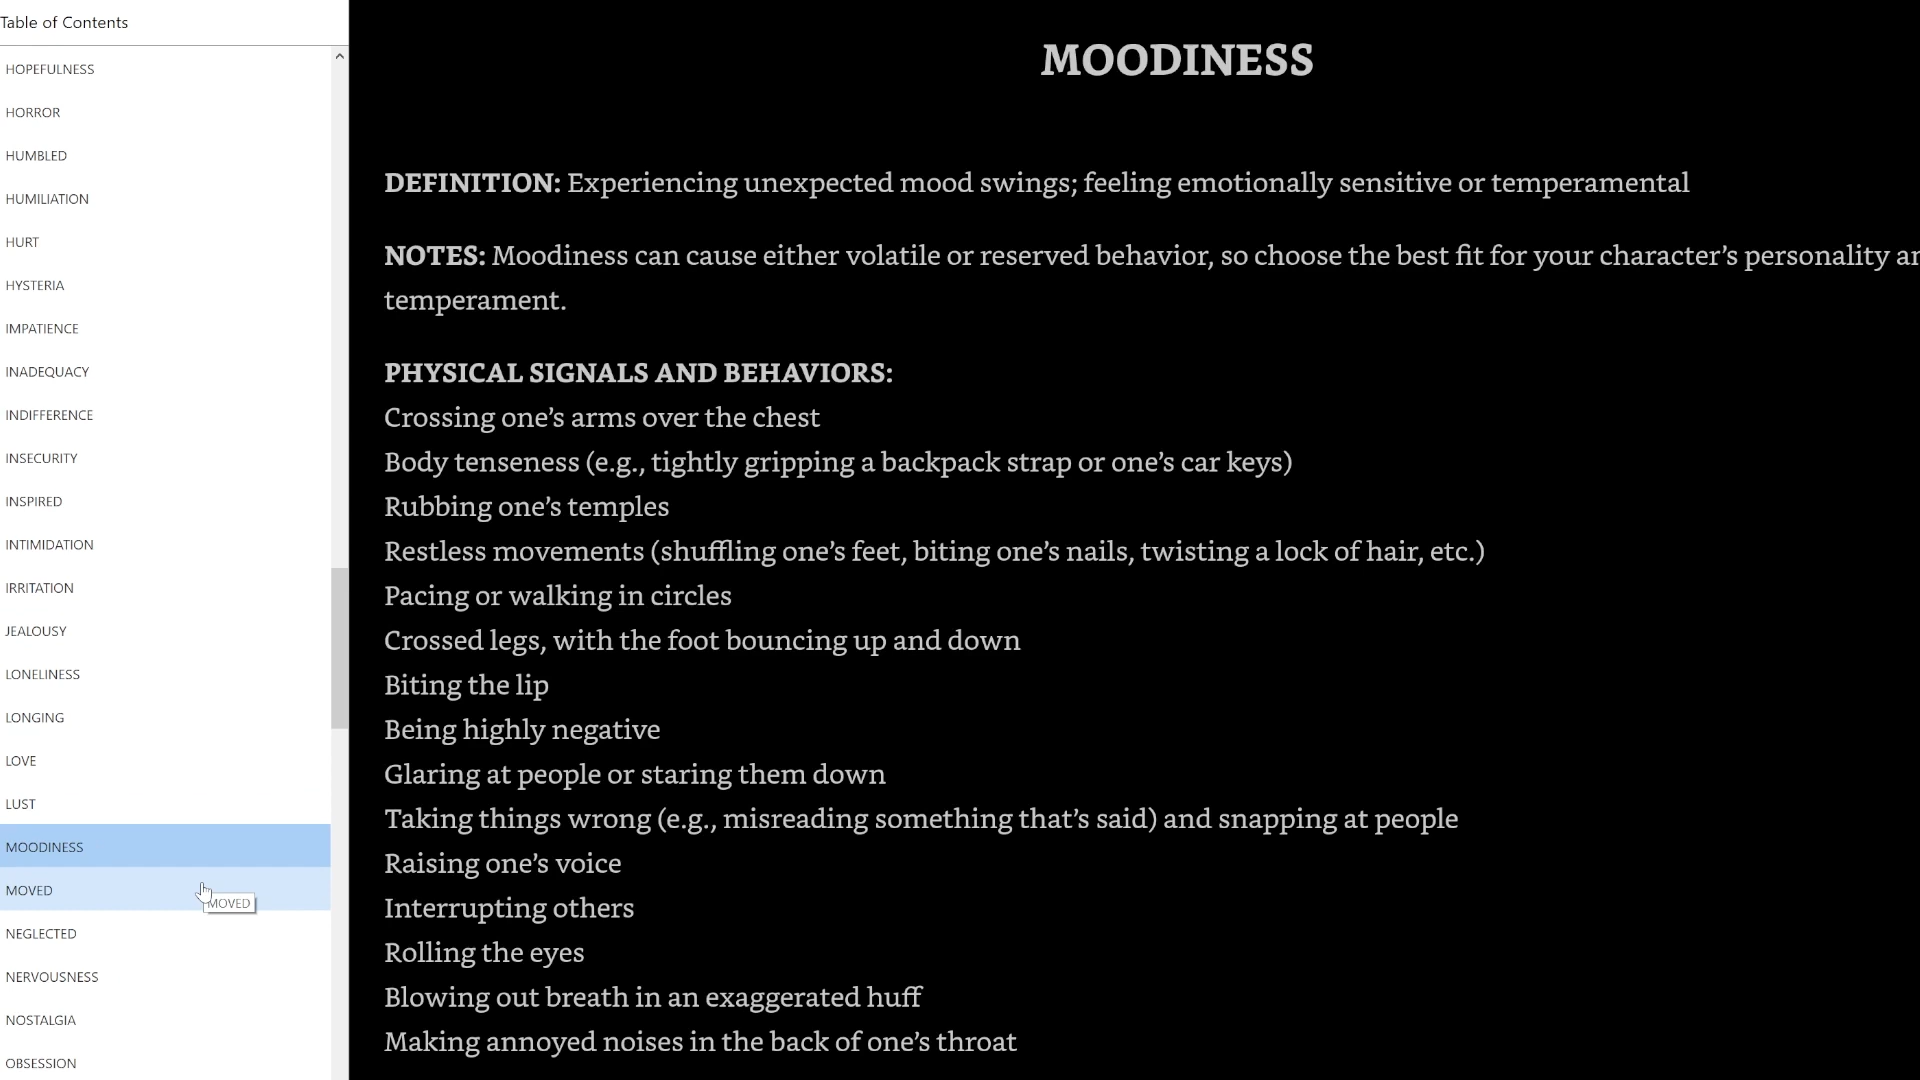 Table of Contents
HOPEFULNESS
HORROR
HUMBLED
HUMILIATION
HURT
HYSTERIA
IMPATIENCE
INADEQUACY
INDIFFERENCE
INSECURITY
INSPIRED
INTIMIDATION
IRRITATION
JEALOUSY
LONELINESS
LONGING
LOVE
LUST
MOODINESS
MOVED
MOVED
NEGLECTED
NERVOUSNESS
NOSTALGIA
OBSESSION
MOODINESS
DEFINITION: Experiencing unexpected mood swings; feeling emotionally sensitive or temperamental
NOTES: Moodiness can cause either volatile or reserved behavior, so choose the best fit for your character’s personality
temperament.
PHYSICAL SIGNALS AND BEHAVIORS:
Crossing one’s arms over the chest
Body tenseness (e.g., tightly gripping a backpack strap or one’s car keys)
Rubbing one’s temples
Restless movements (shuffling one’s feet, biting one’s nails, twisting a lock of hair, etc.)
Pacing or walking in circles
Crossed legs, with the foot bouncing up and down
Biting the lip
Being highly negative
Glaring at people or staring them down
Taking things wrong (e.g., misreading something that’s said) and snapping at people
Raising one’s voice
Interrupting others
Rolling the eyes
Blowing out breath in an exaggerated huff
Making annoyed noises in the back of one’s throat